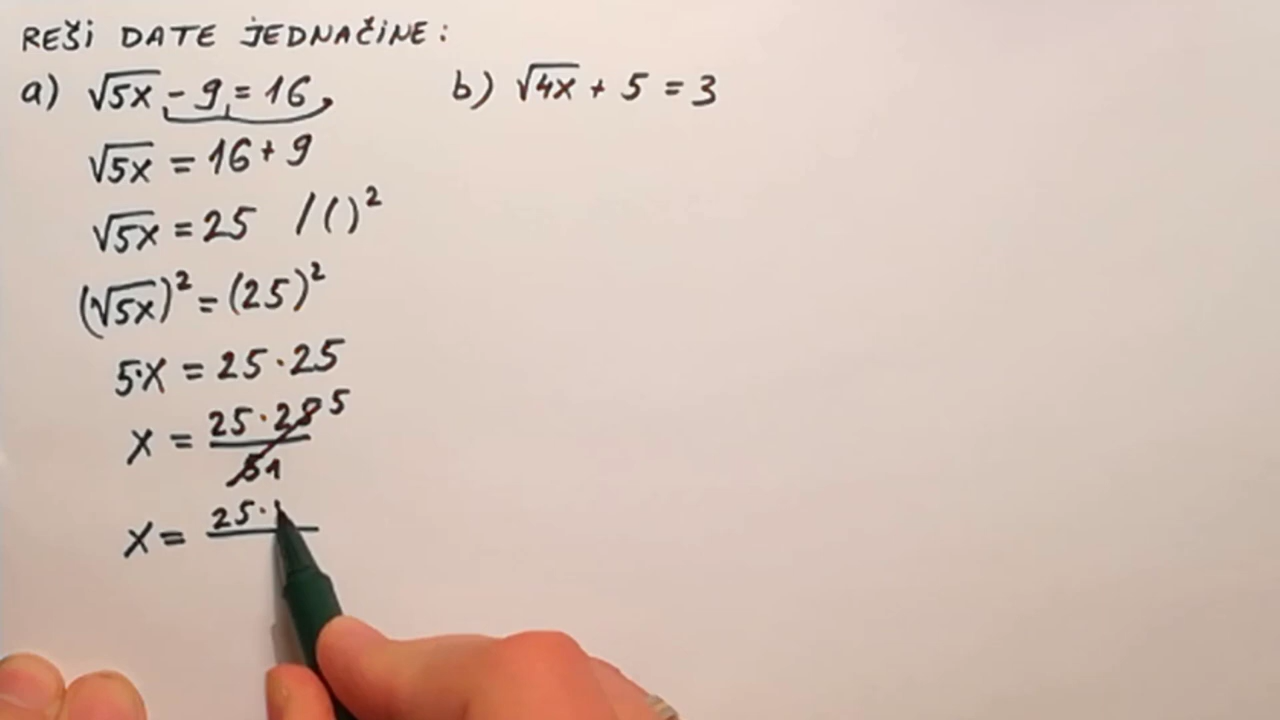 REŠI DATE JEDNAČINE:
a) √5x - 9 = 16
√5x = 16 + 9
√5x = 25 /( )²
(√5x)² = (25)²
5·x = 25·25
x = 25·25 5
51
x = 25·
b) √4x + 5 = 3